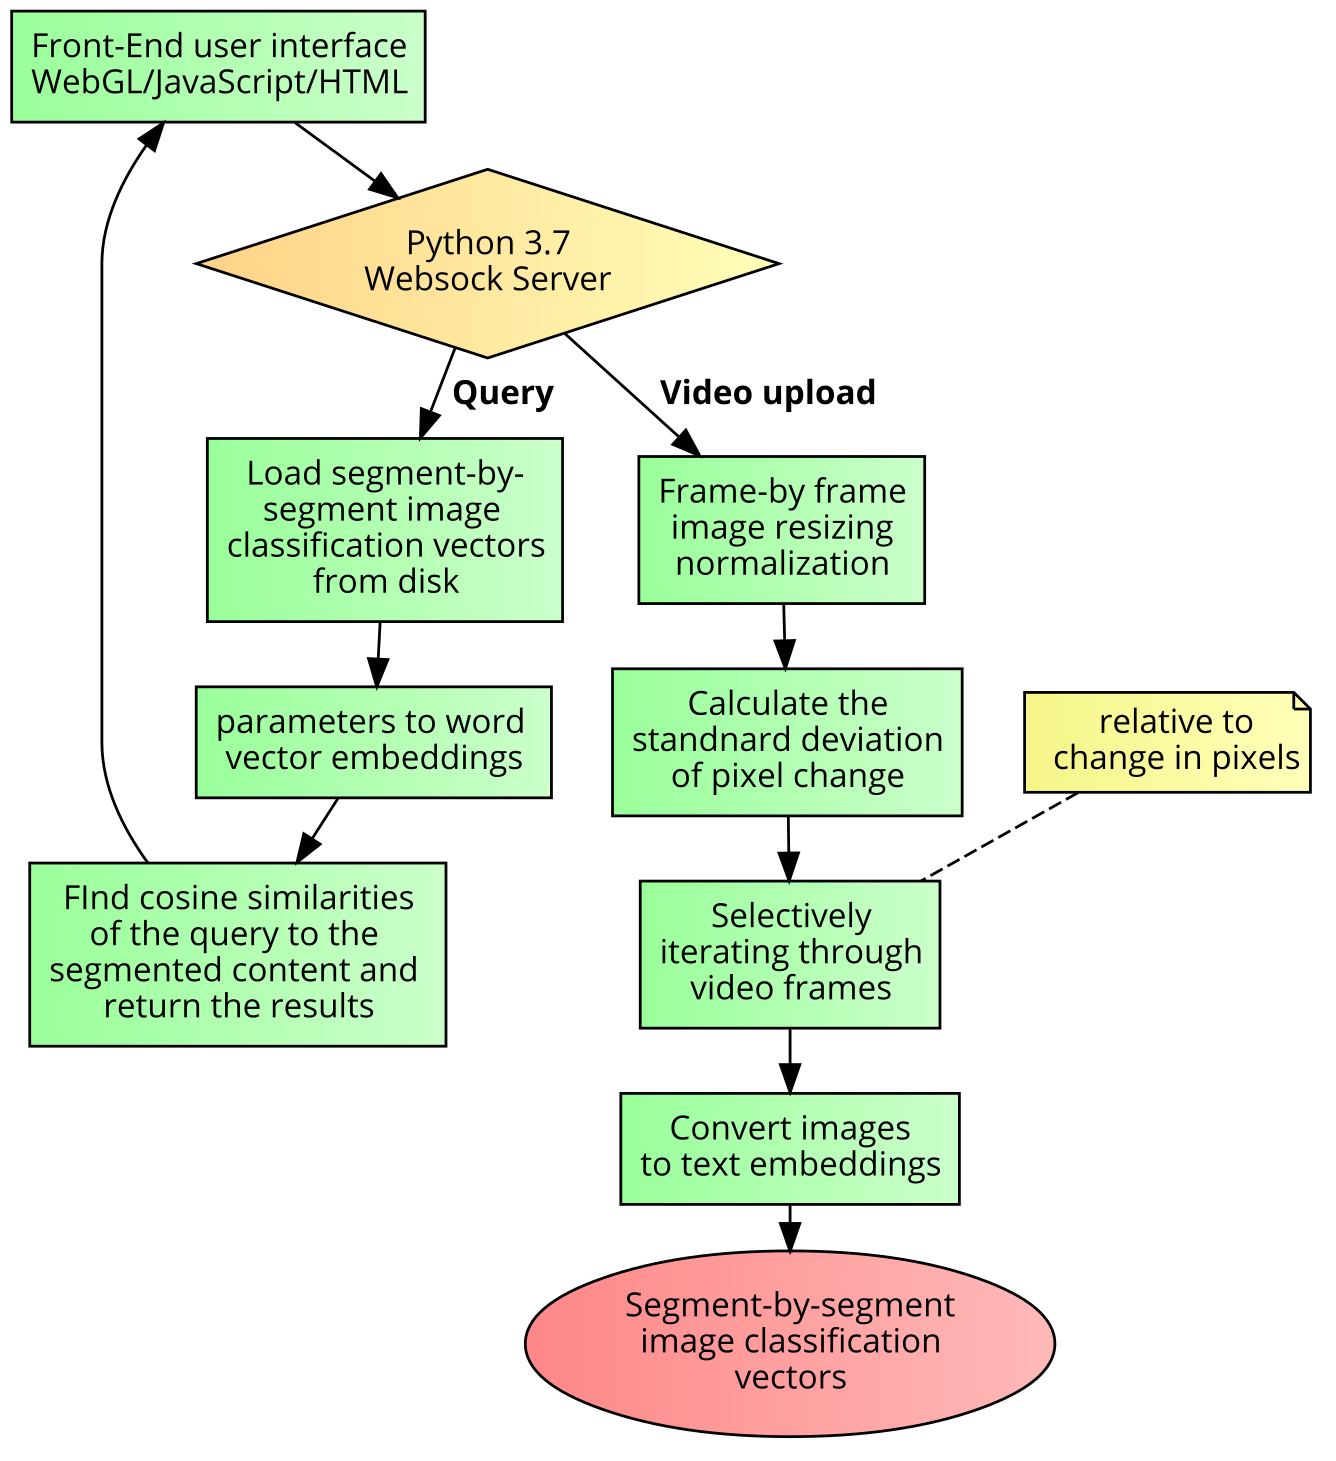 Front-End user interface
WebGL/JavaScript/HTML
Python 3.7
Websock Server
Query
Video upload
Load segment-by-
segment image
classification vectors
from disk
Frame-by frame
image resizing
normalization
parameters to word
vector embeddings
Calculate the
standnard deviation
of pixel change
relative to
change in pixels
FInd cosine similarities
of the query to the
segmented content and
return the results
Selectively
iterating through
video frames
Convert images
to text embeddings
Segment-by-segment
image classification
vectors